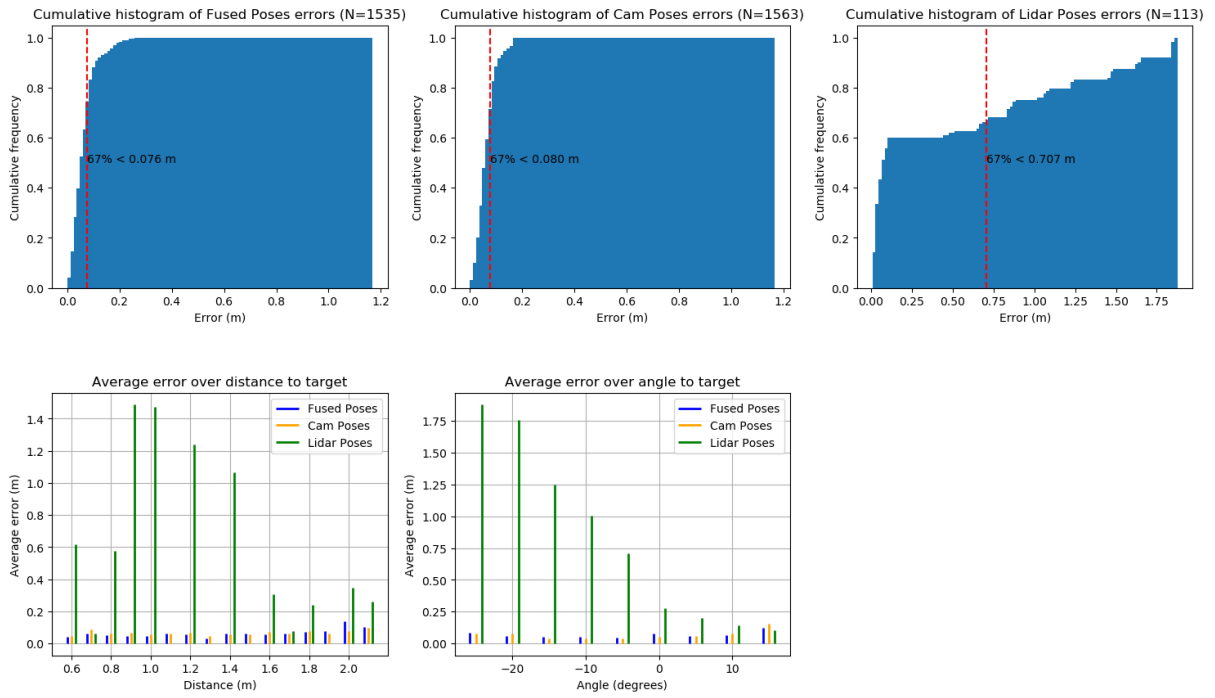 Cumulative histogram of Fused Poses errors (N=1535)
1.0
0.8
0.6
0.4
0.2
0.0
Cumulative frequency
67% < 0.076 m
0.0 0.2 0.4 0.6 0.8 1.0 1.2
Error (m)
Cumulative histogram of Cam Poses errors (N=1563)
1.0
0.8
0.6
0.4
0.2
0.0
Cumulative frequency
67% < 0.080 m
0.0 0.2 0.4 0.6 0.8 1.0 1.2
Error (m)
Cumulative histogram of Lidar Poses errors (N=113)
1.0
0.8
0.6
0.4
0.2
0.0
Cumulative frequency
67% < 0.707 m
0.00 0.25 0.50 0.75 1.00 1.25 1.50 1.75
Error (m)
Average error over distance to target
1.4
1.2
1.0
0.8
0.6
0.4
0.2
0.0
Average error (m)
Fused Poses
Cam Poses
Lidar Poses
0.6 0.8 1.0 1.2 1.4 1.6 1.8 2.0
Distance (m)
Average error over angle to target
1.75
1.50
1.25
1.00
0.75
0.50
0.25
0.00
Average error (m)
Fused Poses
Cam Poses
Lidar Poses
−20 −10 0 10
Angle (degrees)